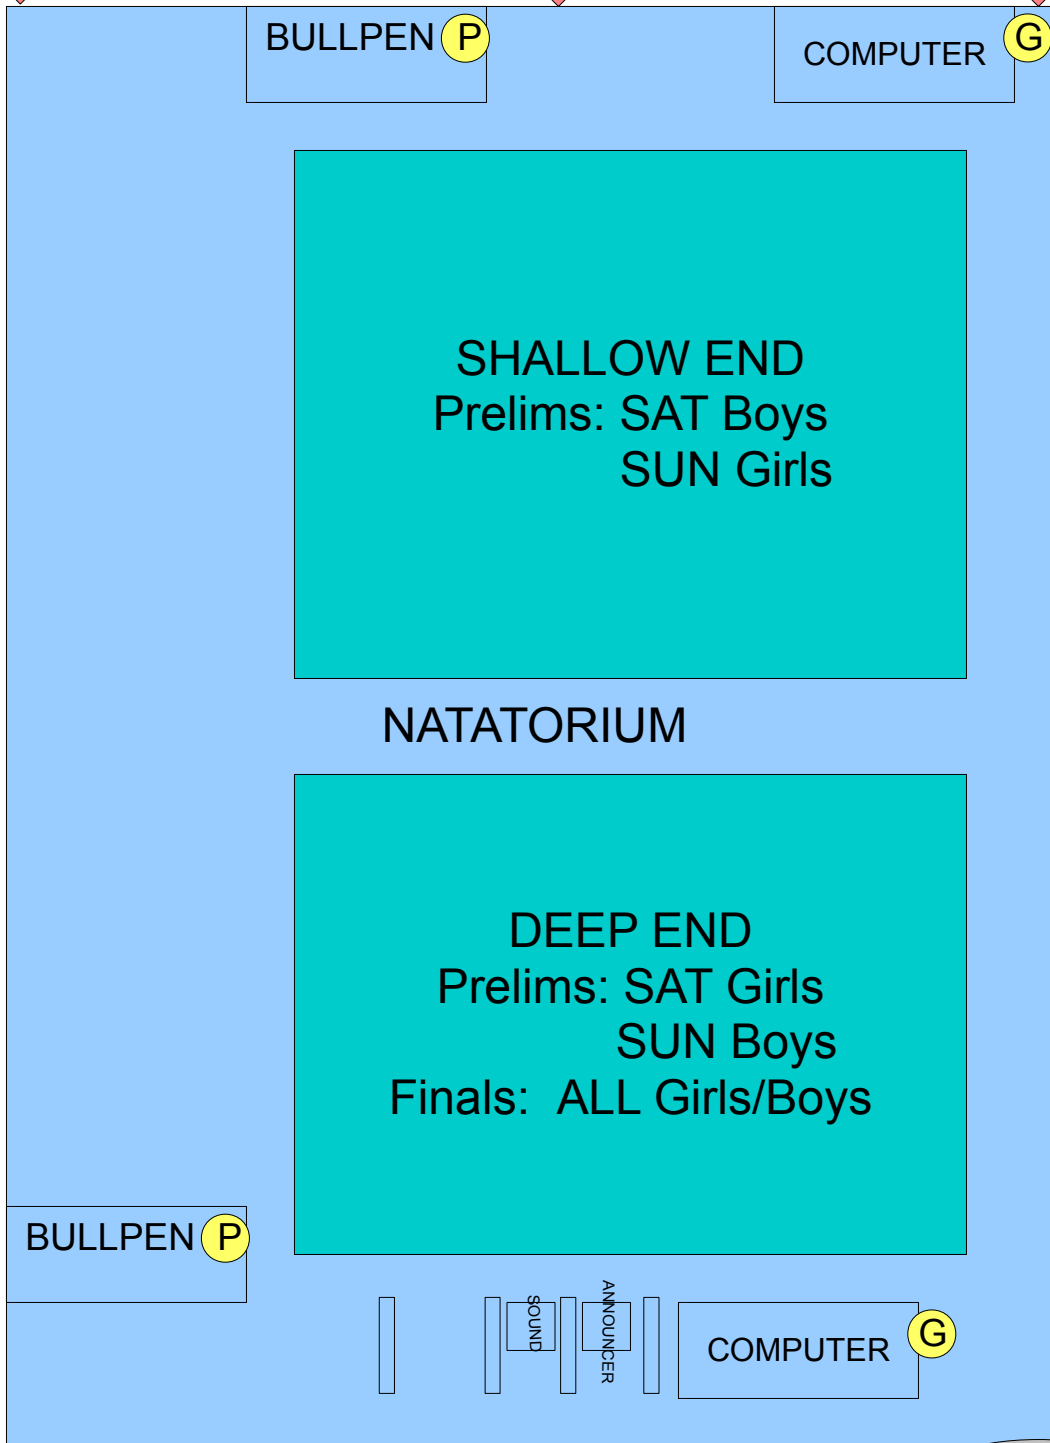 BULLPEN P
COMPUTER G
SHALLOW END
Prelims: SAT Boys
SUN Girls
NATATORIUM
DEEP END
Prelims: SAT Girls
SUN Boys
Finals: ALL Girls/Boys
BULLPEN P
SOUND
ANNOUNCER
COMPUTER G